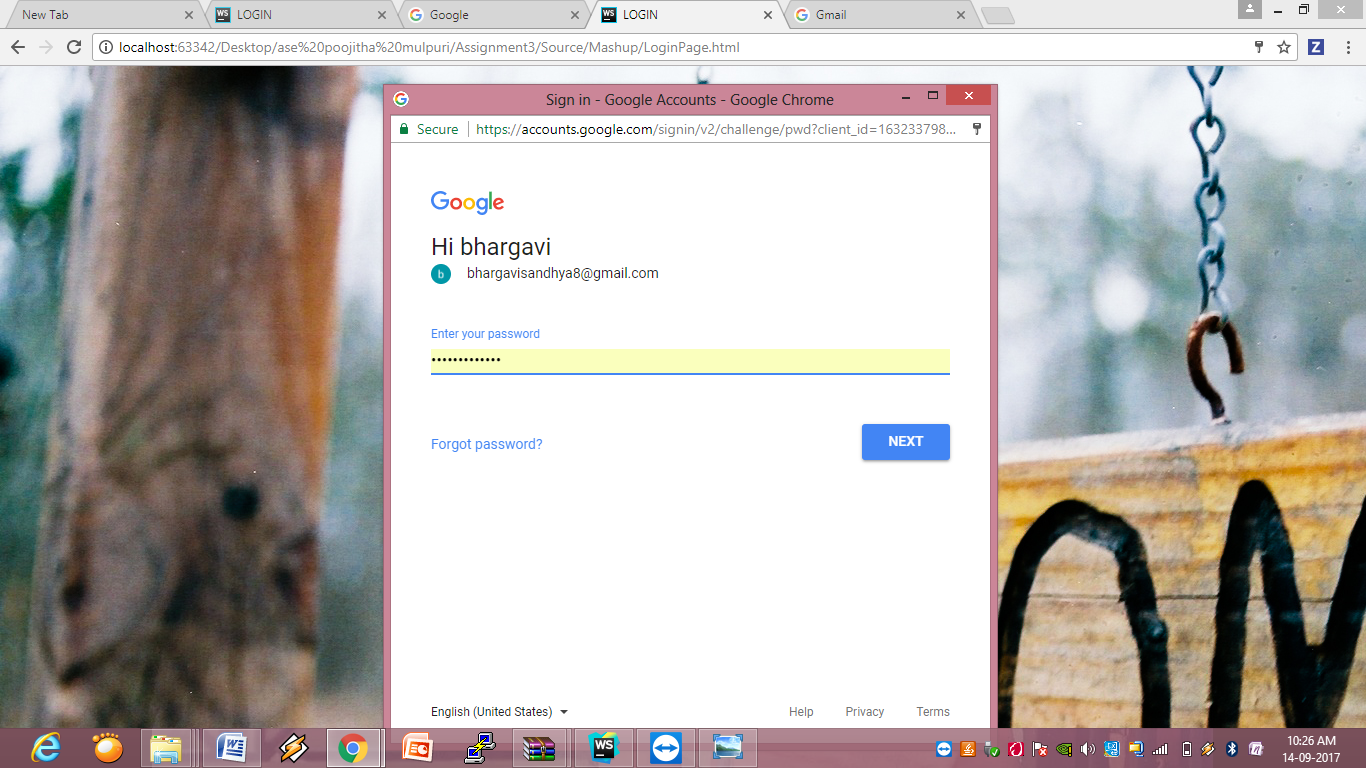 New Tab
LOGIN
Google
LOGIN
Gmail
localhost:63342/Desktop/ase%20poojitha%20mulpuri/Assignment3/Source/Mashup/LoginPage.html
Z
Sign in - Google Accounts - Google Chrome
Secure
https://accounts.google.com/signin/v2/challenge/pwd?client_id=163233798...
Google
Hi bhargavi
b
bhargavisandhya8@gmail.com
Enter your password
•••••••••••••
Forgot password?
NEXT
English (United States)
Help
Privacy
Terms
10:26 AM
14-09-2017